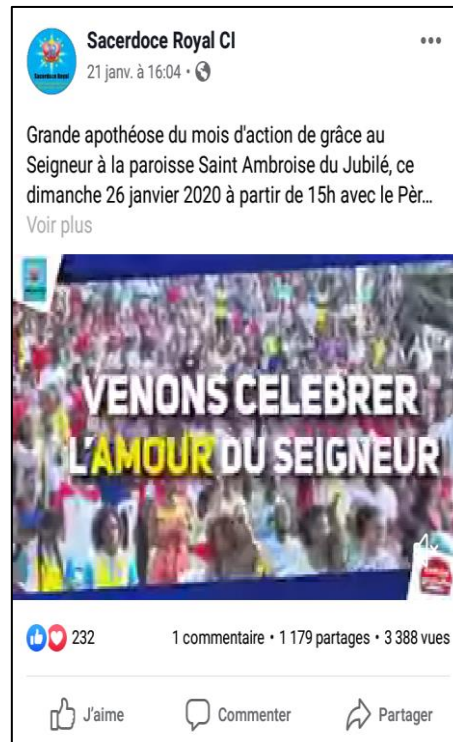 Sacerdoce Royal CI
21 janv. à 16:04
Grande apothéose du mois d'action de grâce au
Seigneur à la paroisse Saint Ambroise du Jubilé, ce
dimanche 26 janvier 2020 à partir de 15h avec le Pèr…
Voir plus
VENONS CELEBRER
L'AMOUR DU SEIGNEUR
232
1 commentaire • 1 179 partages • 3 388 vues
J'aime
Commenter
Partager